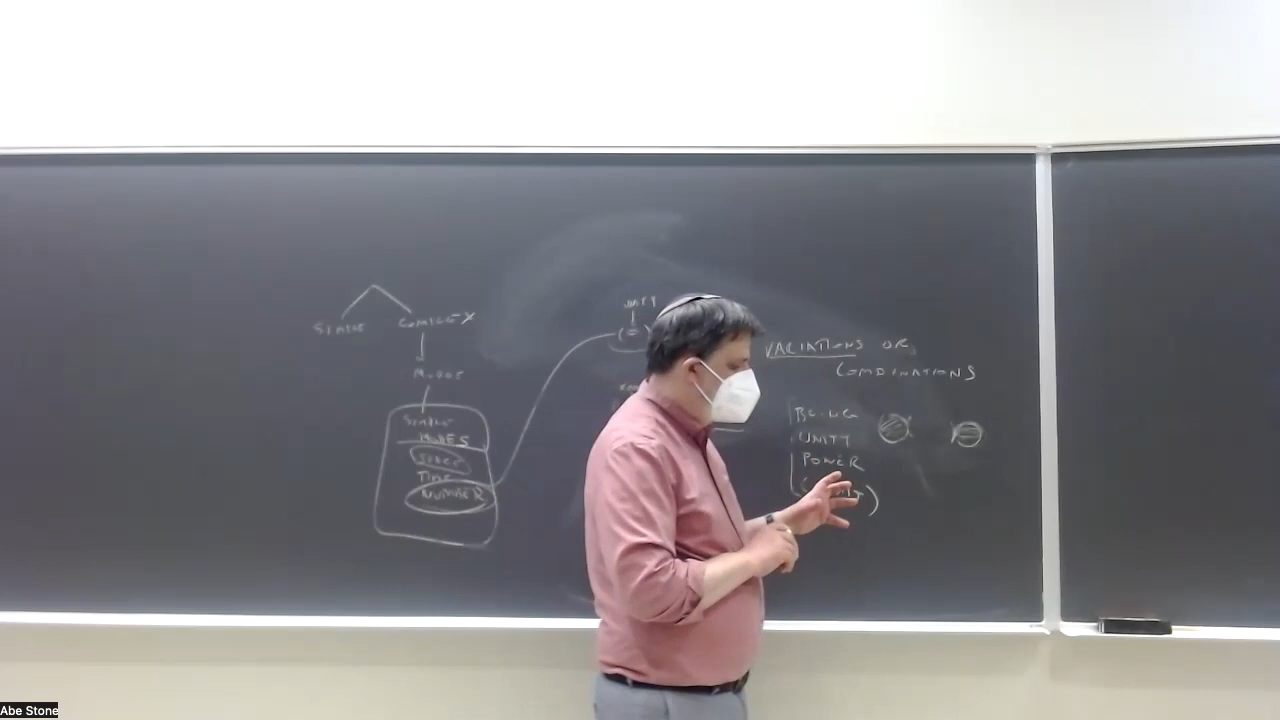 SIMPLE COMPLEX
MODES
SIMPLE
MODES
SPACE
TIME
NUMBER
UNITY
VARIATIONS OR
COMBINATIONS
BEING
UNITY
POWER
Abe Stone